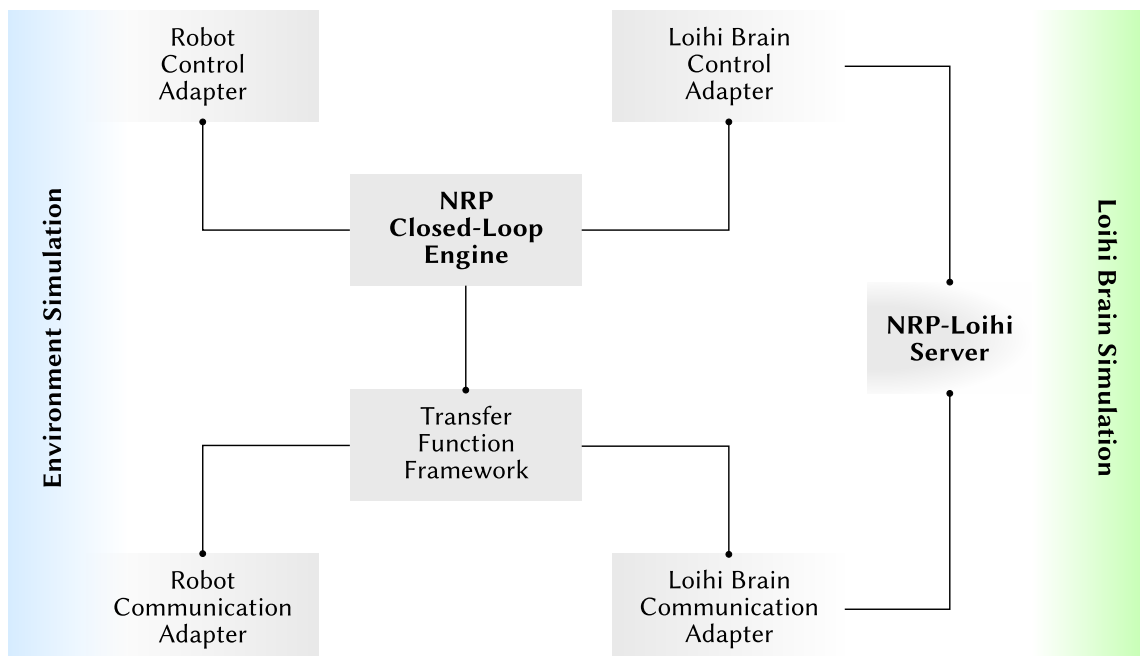 Robot
Control
Adapter
Loihi Brain
Control
Adapter
NRP
Closed-Loop
Engine
Environment Simulation
NRP-Loihi
Server
Loihi Brain Simulation
Transfer
Function
Framework
Robot
Communication
Adapter
Loihi Brain
Communication
Adapter